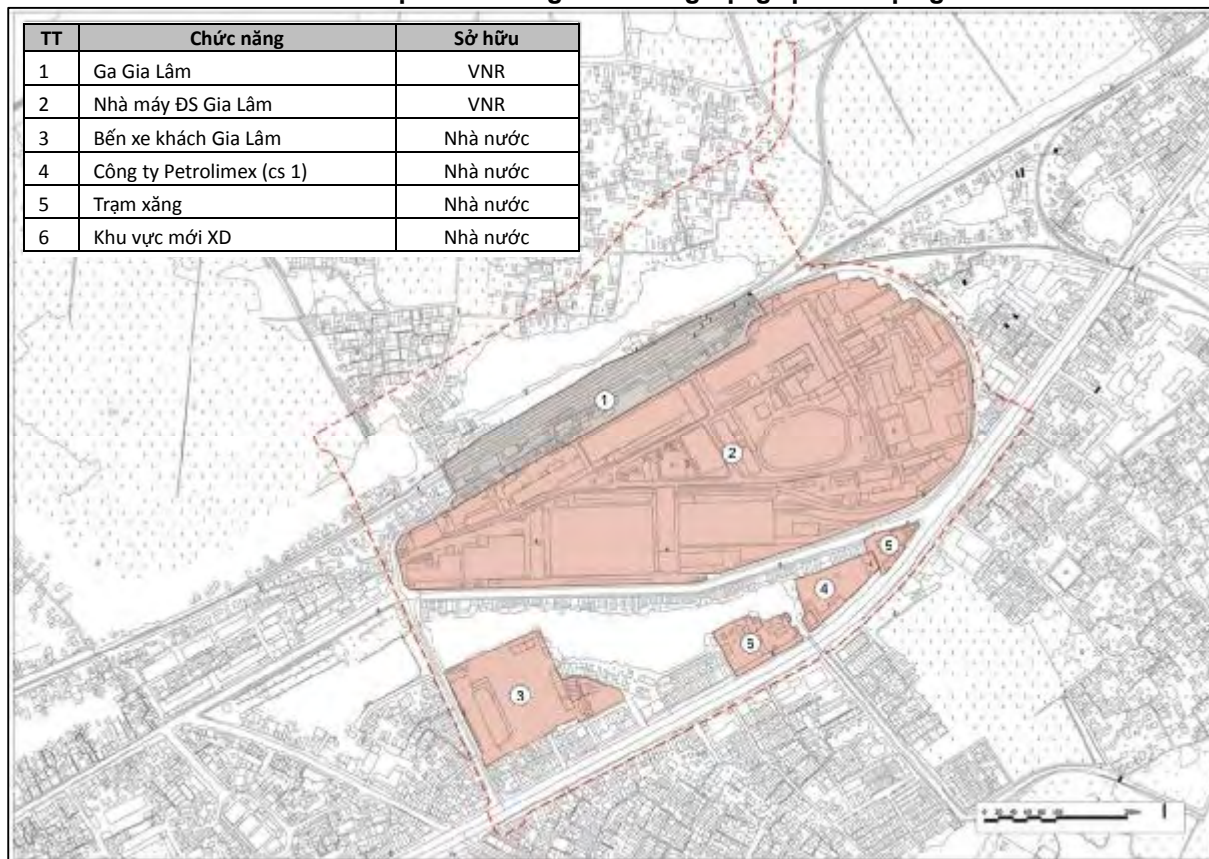 TT Chức năng Sở hữu
1 Ga Gia Lâm VNR
2 Nhà máy ĐS Gia Lâm VNR
3 Bến xe khách Gia Lâm Nhà nước
4 Công ty Petrolimex (cs 1) Nhà nước
5 Trạm xăng Nhà nước
6 Khu vực mới XD Nhà nước
1
2
5
4
3